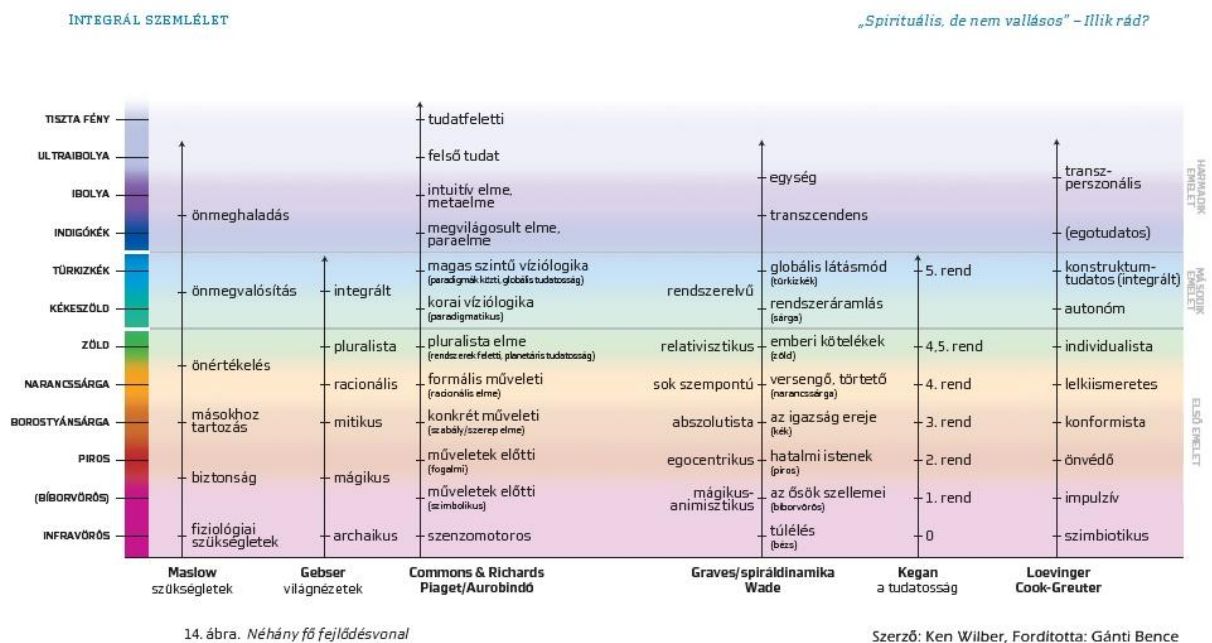 INTEGRÁL SZEMLÉLET
„Spirituális, de nem vallásos” – Illik rád?
TISZTA FÉNY
ULTRAIBOLYA
IBOLYA
INDIGÓKÉK
TÜRKIZKÉK
KÉKESZÖLD
ZÖLD
NARANCSSÁRGA
BOROSTYÁNSÁRGA
PIROS
(BÍBORVÖRÖS)
INFRAVÖRÖS
önmeghaladás
önmegvalósítás
önértékelés
másokhoz
tartozás
biztonság
fiziológiai
szükségletek
Maslow
szükségletek
integrált
pluralista
racionális
mitikus
mágikus
archaikus
Gebser
világnézetek
tudatfeletti
felső tudat
intuitív elme,
metaelme
megvilágosult elme,
paraelme
magas szintű víziólogika
(paradigmák közti, globális tudatosság)
korai víziólogika
(paradigmatikus)
pluralista elme
(rendszerek feletti, planetáris tudatosság)
formális műveleti
(racionális elme)
konkrét műveleti
(szabály/szerep elme)
műveletek előtti
(fogalmi)
műveletek előtti
(szimbolikus)
szenzomotoros
Commons & Richards
Piaget/Aurobindó
rendszerelvű
relativisztikus
sok szempontú
abszolutista
egocentrikus
mágikus-
animisztikus
egység
transzcendens
globális látásmód
(türkizkék)
rendszeráramlás
(sárga)
emberi kötelékek
(zöld)
versengő, törtető
(narancssárga)
az igazság ereje
(kék)
hatalmi istenek
(piros)
az ősök szellemei
(bíborvörös)
túlélés
(bézs)
Graves/spiráldinamika
Wade
5. rend
4,5. rend
4. rend
3. rend
2. rend
1. rend
0
Kegan
a tudatosság
transz-
perszonális
(egotudatos)
konstruktum-
tudatos (integrált)
autonóm
individualista
lelkiismeretes
konformista
önvédő
impulzív
szimbiotikus
Loevinger
Cook-Greuter
HARMADIK
EMELET
MÁSODIK
EMELET
ELSŐ EMELET
14. ábra. Néhány fő fejlődésvonal
Szerző: Ken Wilber, Fordította: Gánti Bence